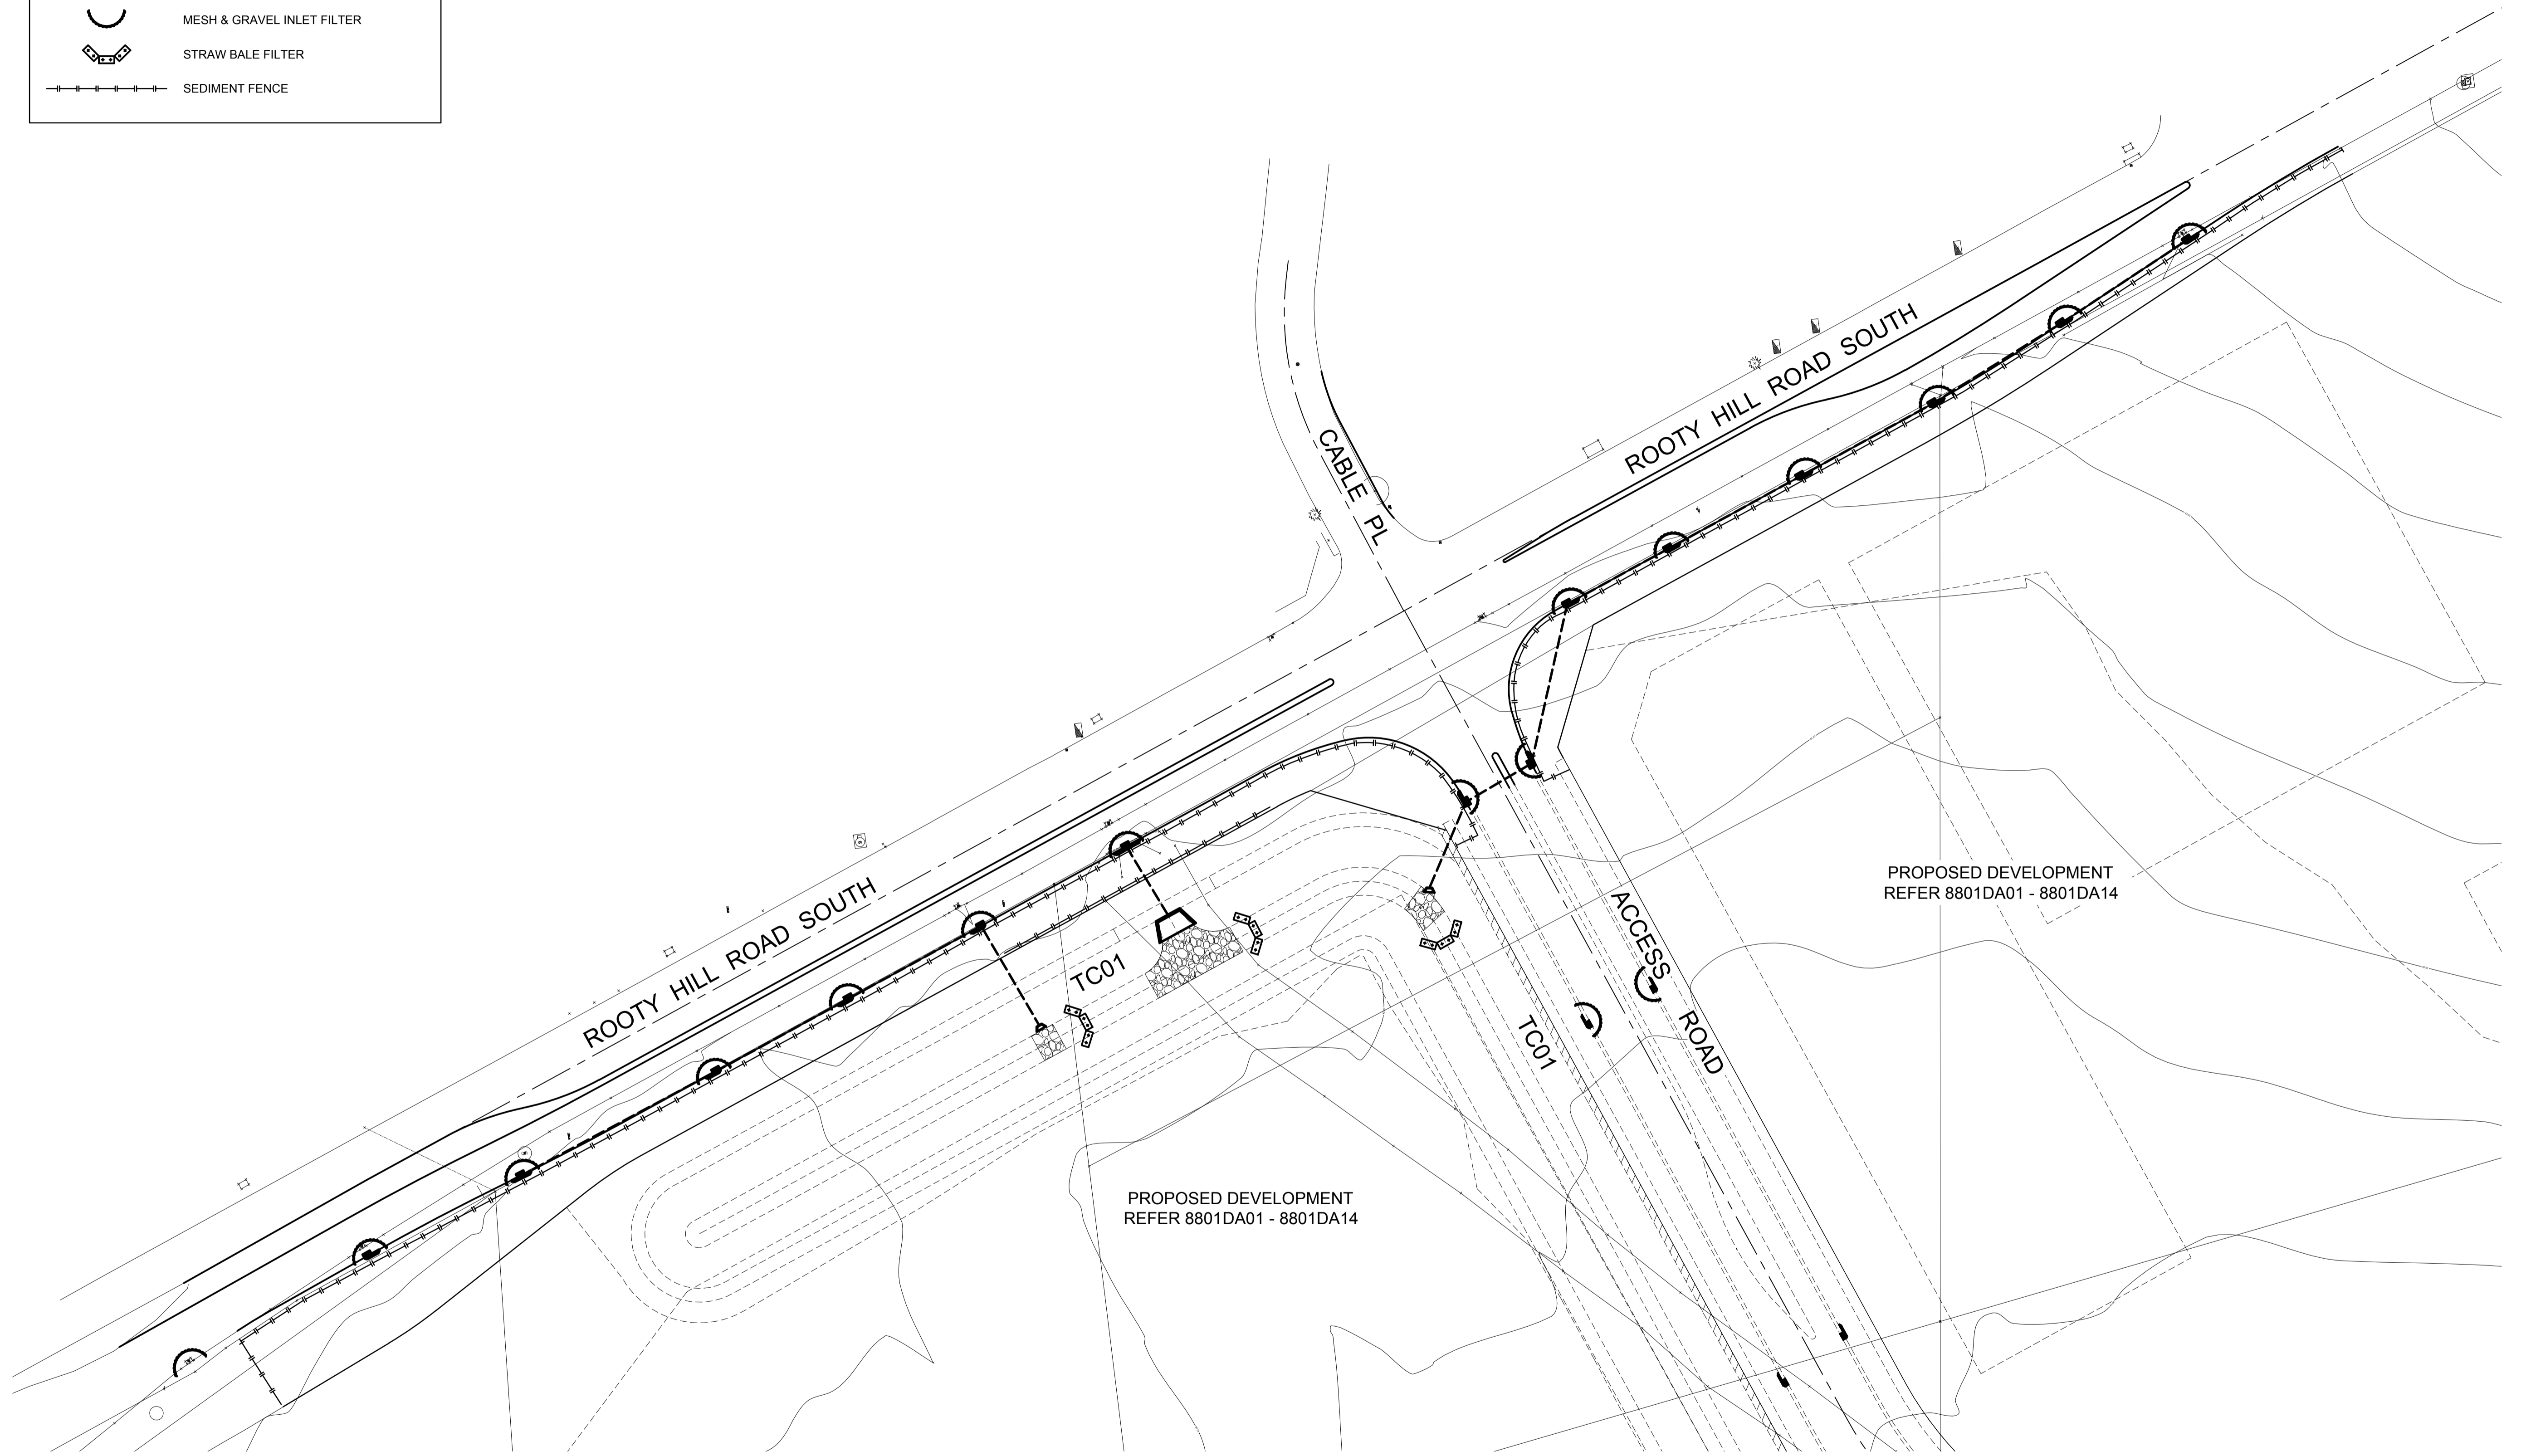 MESH & GRAVEL INLET FILTER
STRAW BALE FILTER
SEDIMENT FENCE
ROOTY HILL ROAD SOUTH
CABLE PL
ROOTY HILL ROAD SOUTH
TC01
TC01
ACCESS ROAD
PROPOSED DEVELOPMENT
REFER 8801DA01 - 8801DA14
PROPOSED DEVELOPMENT
REFER 8801DA01 - 8801DA14